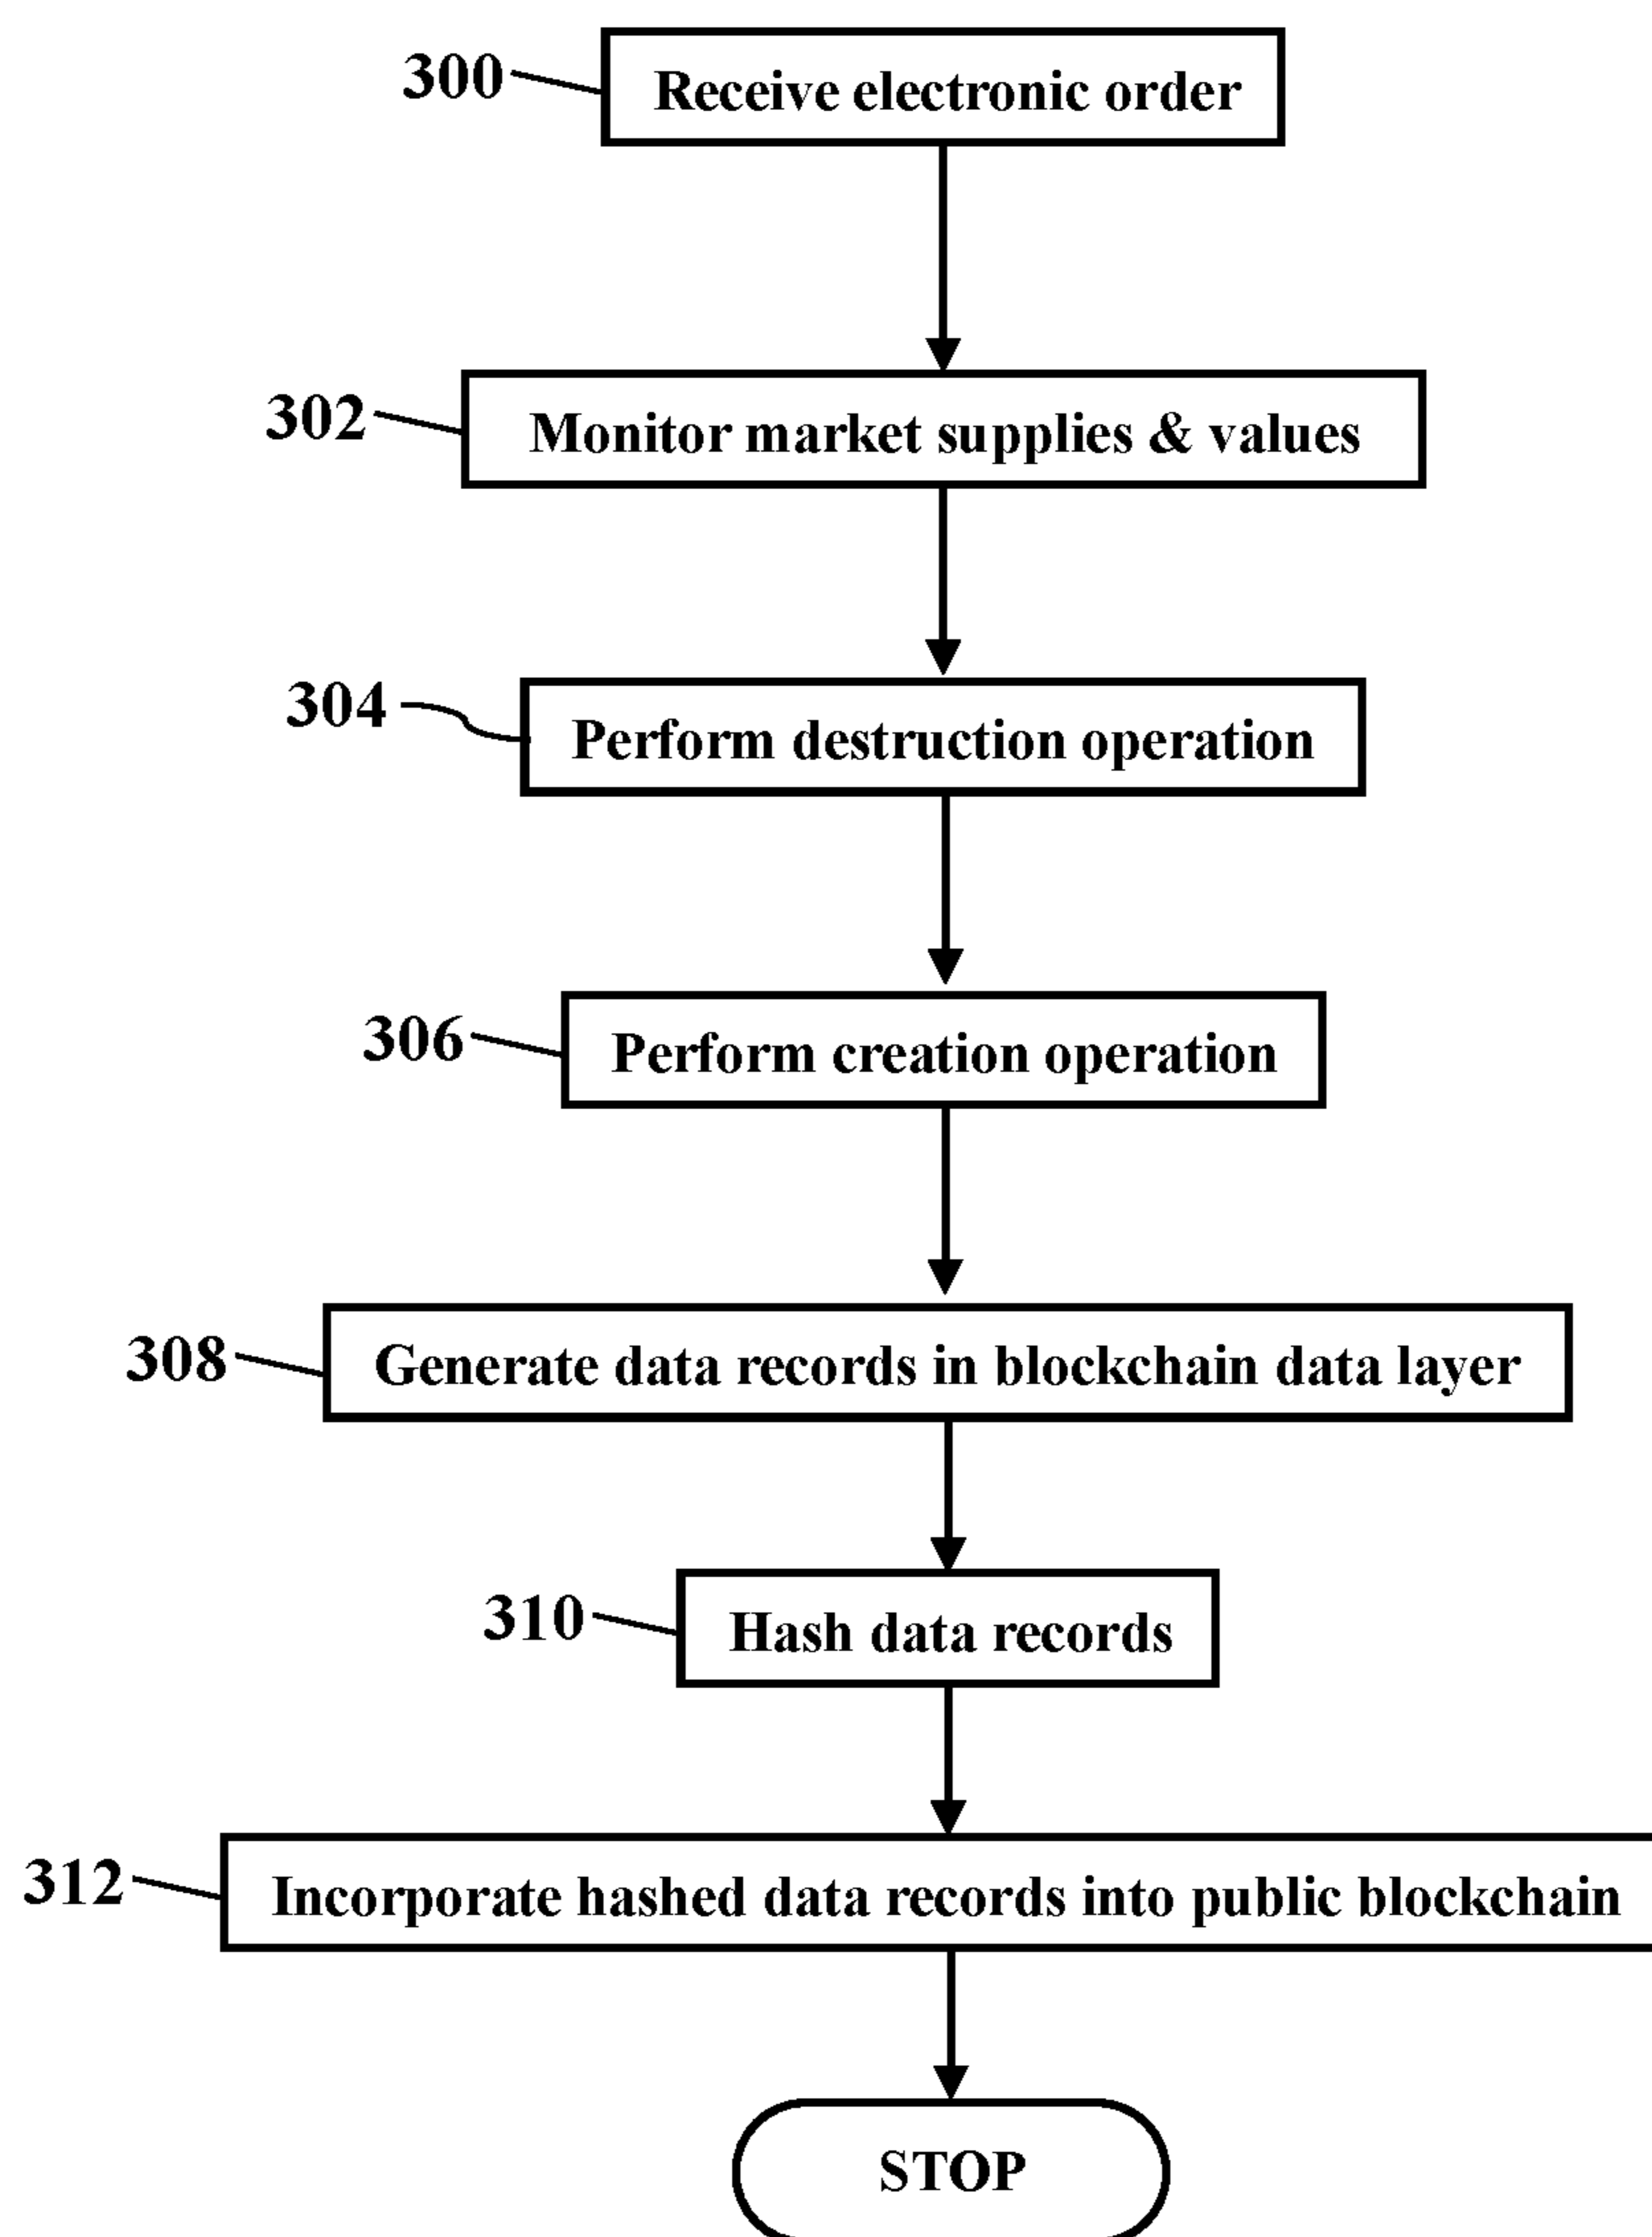 300 Receive electronic order
302 Monitor market supplies & values
304 Perform destruction operation
306 Perform creation operation
308 Generate data records in blockchain data layer
310 Hash data records
312 Incorporate hashed data records into public blockchain
STOP